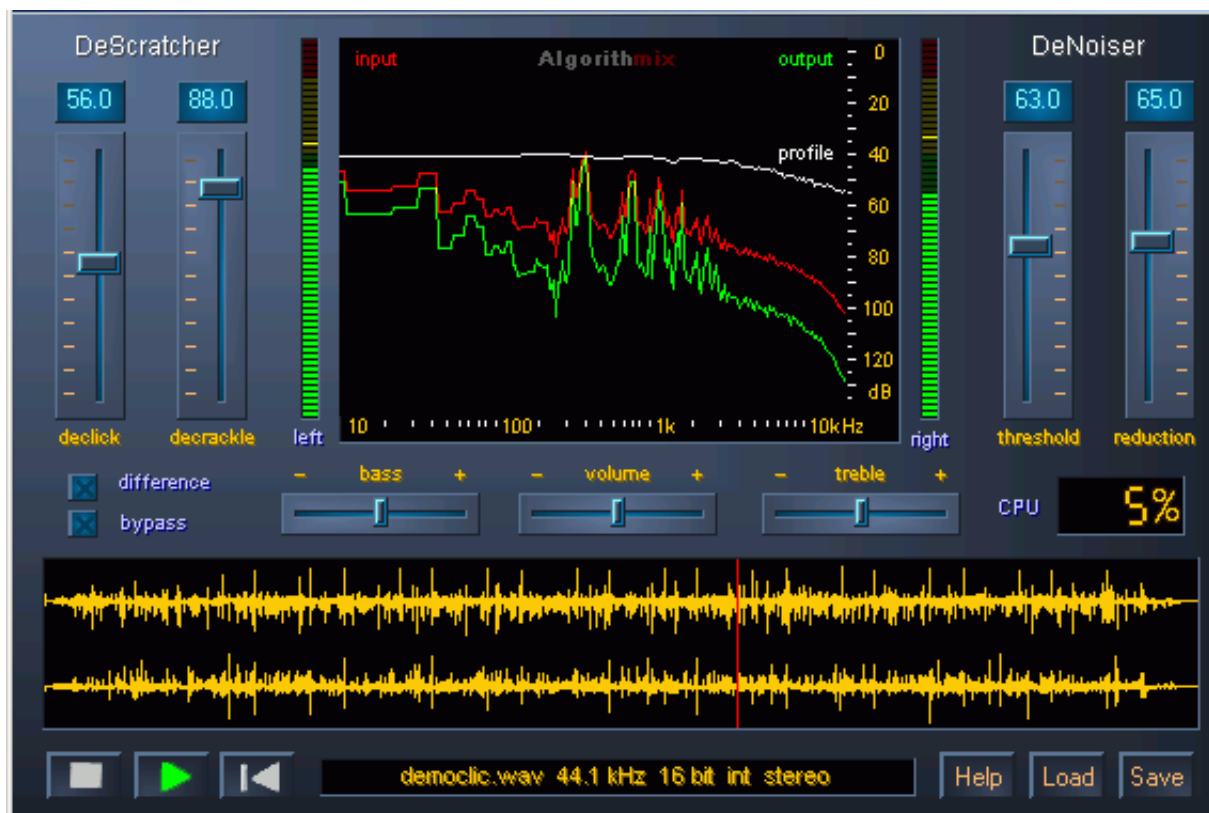 DeScratcher
56.0 88.0
declick decrackle
left
input Algorithmix output
profile
0
20
40
60
80
100
120
dB
10 100 1k 10kHz
right
DeNoiser
63.0 65.0
threshold reduction
difference
bypass
- bass +
- volume +
- treble +
CPU 5%
democlic.wav 44.1 kHz 16 bit int stereo
Help Load Save